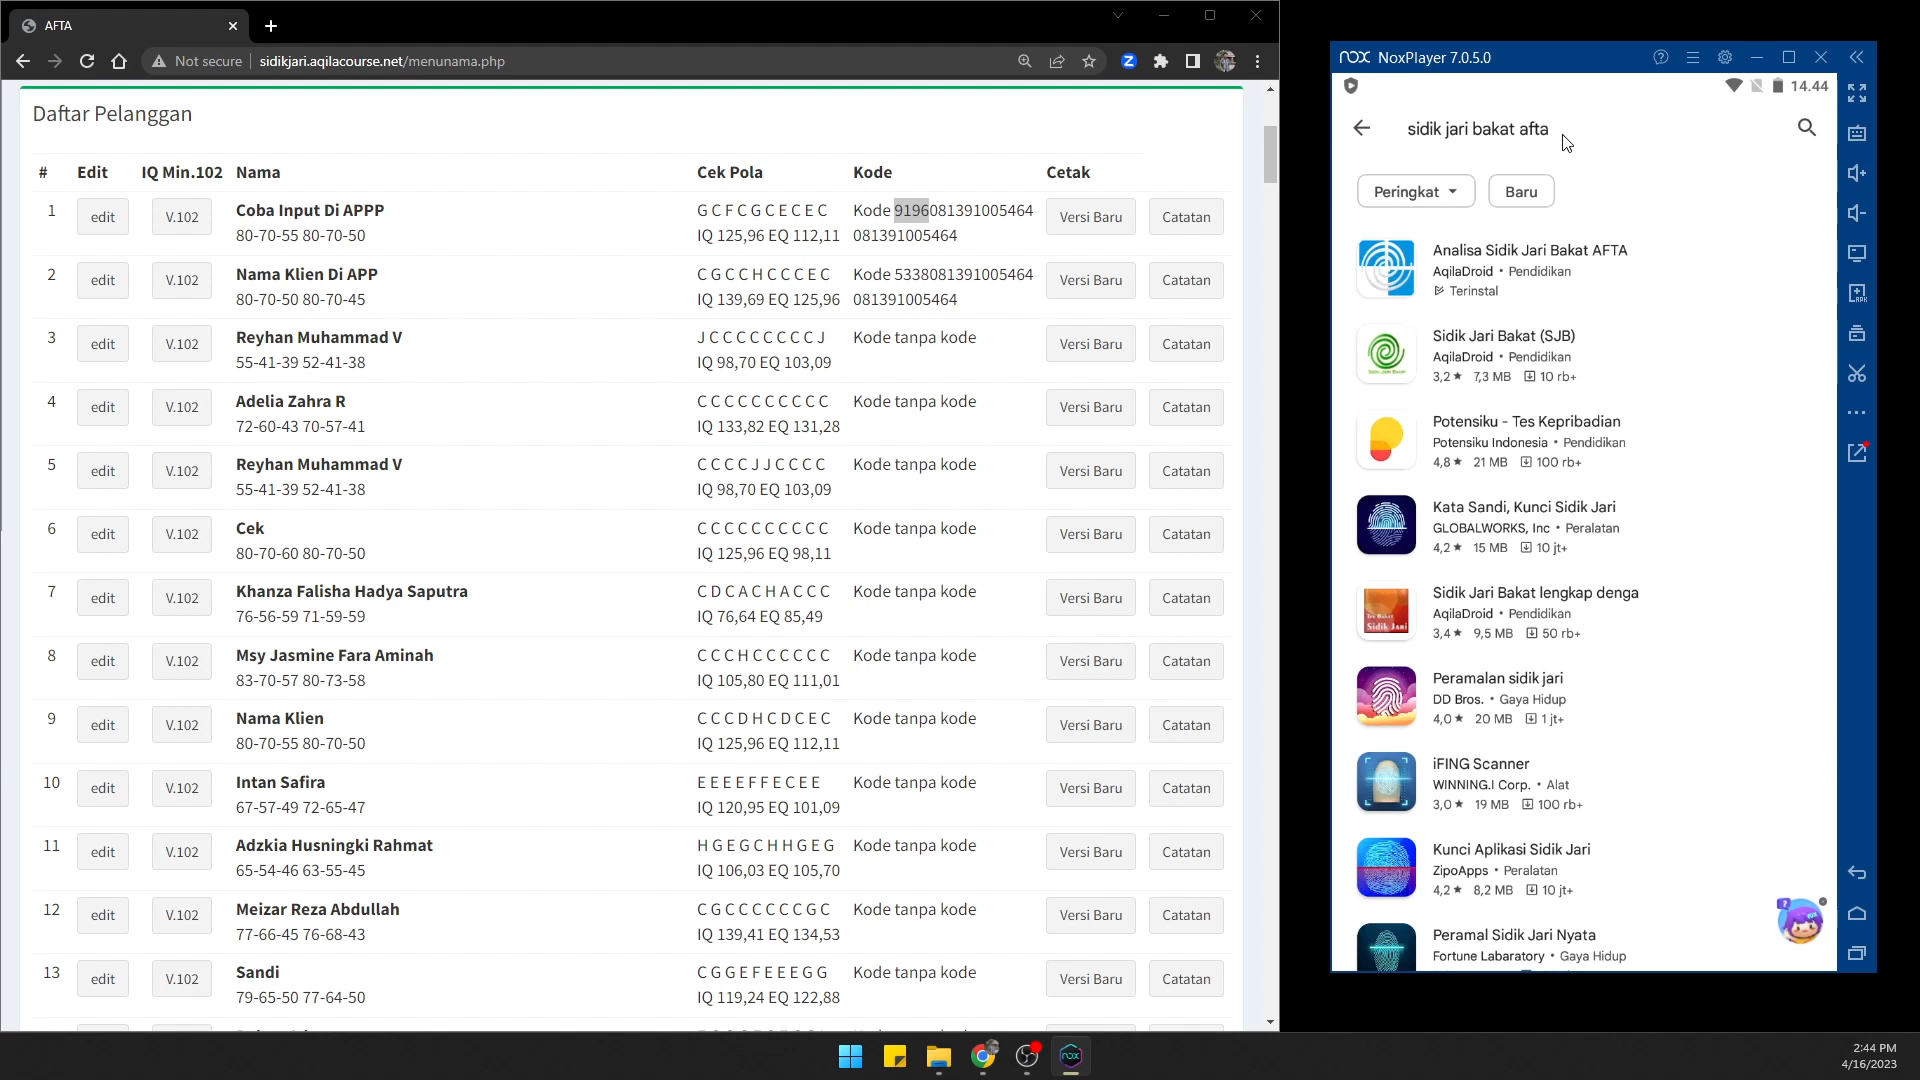 AFTA
Not secure
sidikjari.aqilacourse.net/menunama.php
Daftar Pelanggan
# Edit IQ Min.102 Nama Cek Pola Kode Cetak
1 edit V.102 Coba Input Di APPP G C F C G C E C E C Kode 9196081391005464 Versi Baru Catatan
80-70-55 80-70-50 IQ 125,96 EQ 112,11 081391005464
2 edit V.102 Nama Klien Di APP C G C C H C C C E C Kode 5338081391005464 Versi Baru Catatan
80-70-50 80-70-45 IQ 139,69 EQ 125,96 081391005464
3 edit V.102 Reyhan Muhammad V J C C C C C C C C J Kode tanpa kode Versi Baru Catatan
55-41-39 52-41-38 IQ 98,70 EQ 103,09
4 edit V.102 Adelia Zahra R C C C C C C C C C C Kode tanpa kode Versi Baru Catatan
72-60-43 70-57-41 IQ 133,82 EQ 131,28
5 edit V.102 Reyhan Muhammad V C C C C J J C C C C Kode tanpa kode Versi Baru Catatan
55-41-39 52-41-38 IQ 98,70 EQ 103,09
6 edit V.102 Cek C C C C C C C C C C Kode tanpa kode Versi Baru Catatan
80-70-60 80-70-50 IQ 125,96 EQ 98,11
7 edit V.102 Khanza Falisha Hadya Saputra C D C A C H A C C C Kode tanpa kode Versi Baru Catatan
76-56-59 71-59-59 IQ 76,64 EQ 85,49
8 edit V.102 Msy Jasmine Fara Aminah C C C H C C C C C C Kode tanpa kode Versi Baru Catatan
83-70-57 80-73-58 IQ 105,80 EQ 111,01
9 edit V.102 Nama Klien C C C D H C D C E C Kode tanpa kode Versi Baru Catatan
80-70-55 80-70-50 IQ 125,96 EQ 112,11
10 edit V.102 Intan Safira E E E E F F E C E E Kode tanpa kode Versi Baru Catatan
67-57-49 72-65-47 IQ 120,95 EQ 101,09
11 edit V.102 Adzkia Husningki Rahmat H G E G C H H G E G Kode tanpa kode Versi Baru Catatan
65-54-46 63-55-45 IQ 106,03 EQ 105,70
12 edit V.102 Meizar Reza Abdullah C G C C C C C C G C Kode tanpa kode Versi Baru Catatan
77-66-45 76-68-43 IQ 139,41 EQ 134,53
13 edit V.102 Sandi C G G E F E E E G G Kode tanpa kode Versi Baru Catatan
79-65-50 77-64-50 IQ 119,24 EQ 122,88
nox NoxPlayer 7.0.5.0
14.44
sidik jari bakat afta
Peringkat Baru
Analisa Sidik Jari Bakat AFTA
AqilaDroid • Pendidikan
Terinstal
Sidik Jari Bakat (SJB)
AqilaDroid • Pendidikan
3,2★ 7,3 MB 10 rb+
Potensiku - Tes Kepribadian
Potensiku Indonesia • Pendidikan
4,8★ 21 MB 100 rb+
Kata Sandi, Kunci Sidik Jari
GLOBALWORKS, Inc • Peralatan
4,2★ 15 MB 10 jt+
Sidik Jari Bakat lengkap denga
AqilaDroid • Pendidikan
3,4★ 9,5 MB 50 rb+
Peramalan sidik jari
DD Bros. • Gaya Hidup
4,0★ 20 MB 1 jt+
iFING Scanner
WINNING.I Corp. • Alat
3,0★ 19 MB 100 rb+
Kunci Aplikasi Sidik Jari
ZipoApps • Peralatan
4,2★ 8,2 MB 10 jt+
Peramal Sidik Jari Nyata
Fortune Labaratory • Gaya Hidup
2:44 PM
4/16/2023